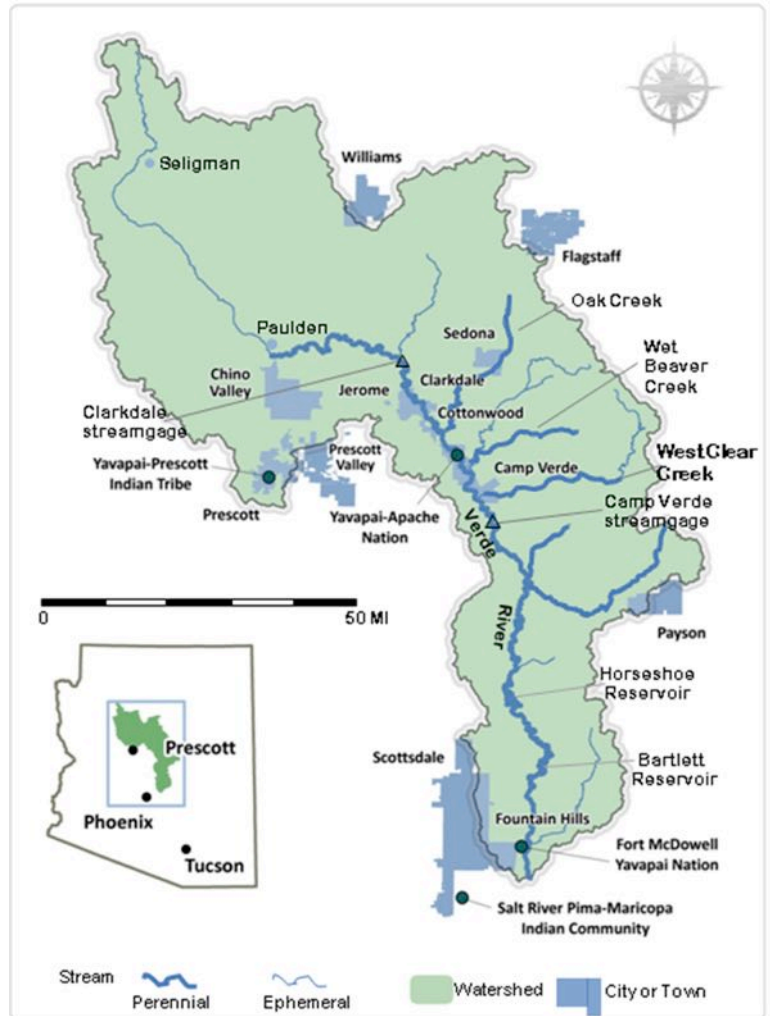 Williams
Seligman
Flagstaff
Oak Creek
Paulden
Sedona
Wet
Beaver
Creek
Chino
Valley
Jerome
Clarkdale
Clarkdale
streamgage
Cottonwood
Prescott
Valley
West Clear
Creek
Yavapai-Prescott
Indian Tribe
Camp Verde
Prescott
Yavapai-Apache
Nation
Camp Verde
streamgage
Verde
River
0
50 MI
Payson
Horseshoe
Reservoir
Scottsdale
Bartlett
Reservoir
Prescott
Phoenix
Tucson
Fountain Hills
Fort McDowell
Yavapai Nation
Salt River Pima-Maricopa
Indian Community
Stream
Perennial
Ephemeral
Watershed
City or Town